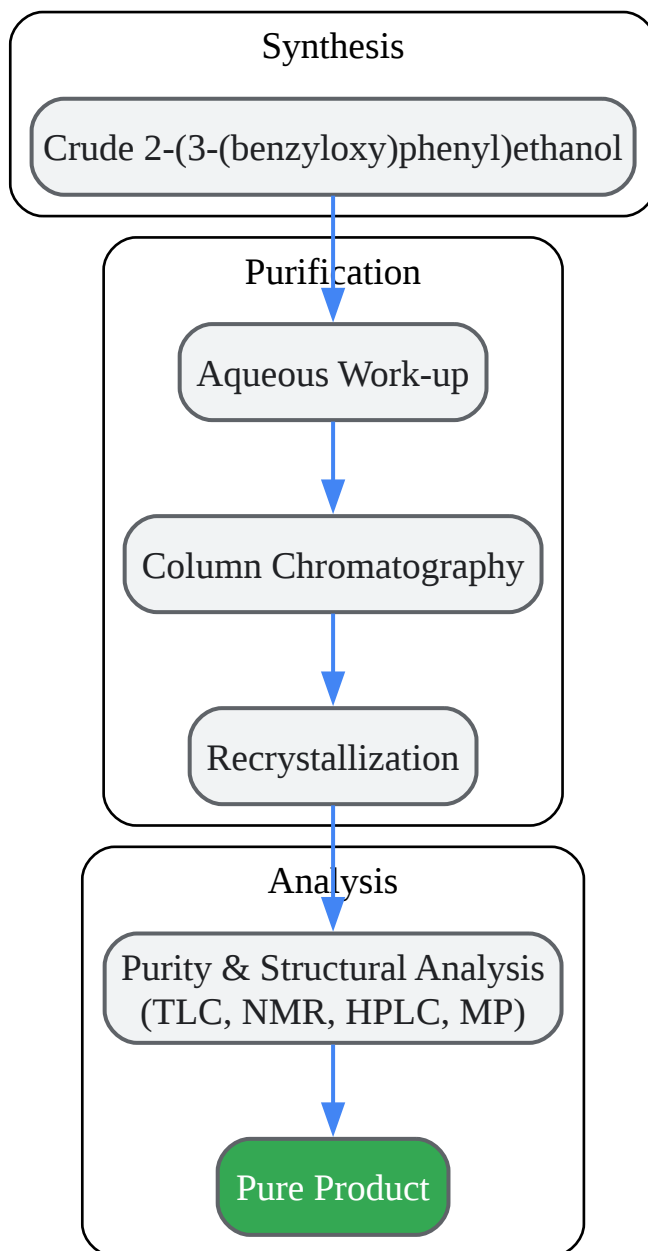 Synthesis
Crude 2-(3-(benzyloxy)phenyl)ethanol
Purification
Aqueous Work-up
Column Chromatography
Recrystallization
Analysis
Purity & Structural Analysis
(TLC, NMR, HPLC, MP)
Pure Product